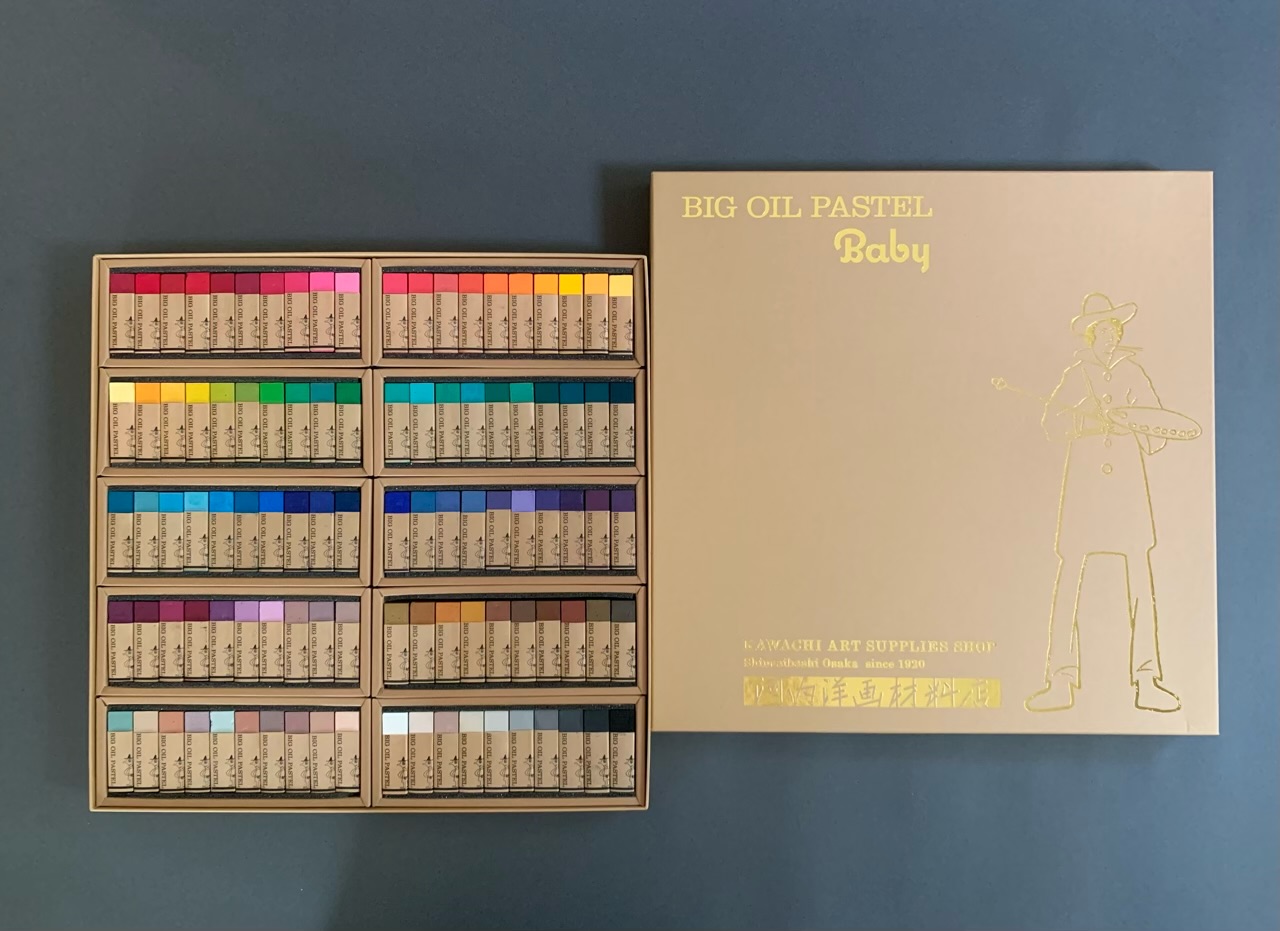 BIG OIL PASTEL
Baby
KAWACHI ART SUPPLIES SHOP
Shinsaibashi Osaka since 1920
河内洋画材料店
BIG OIL PASTEL